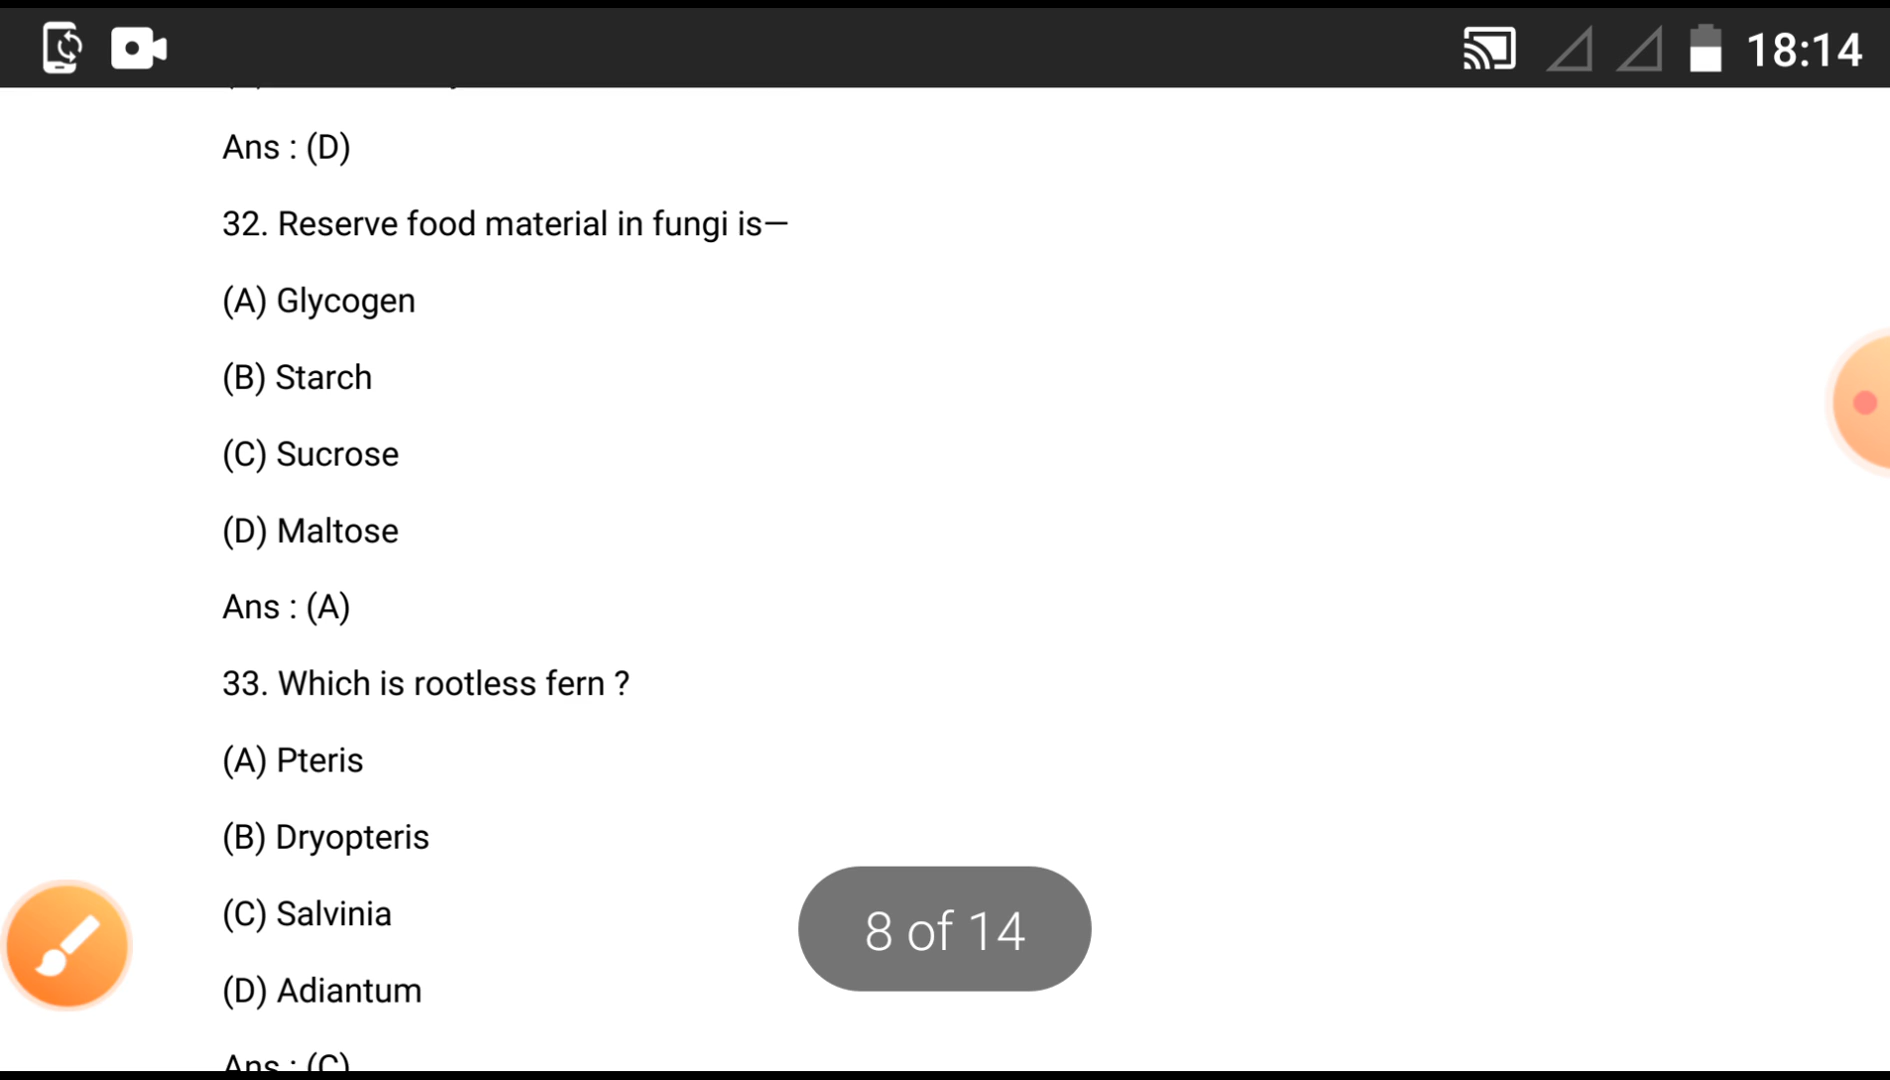 18:14
Ans : (D)
32. Reserve food material in fungi is—
(A) Glycogen
(B) Starch
(C) Sucrose
(D) Maltose
Ans : (A)
33. Which is rootless fern ?
(A) Pteris
(B) Dryopteris
(C) Salvinia
(D) Adiantum
8 of 14
Ans : (C)